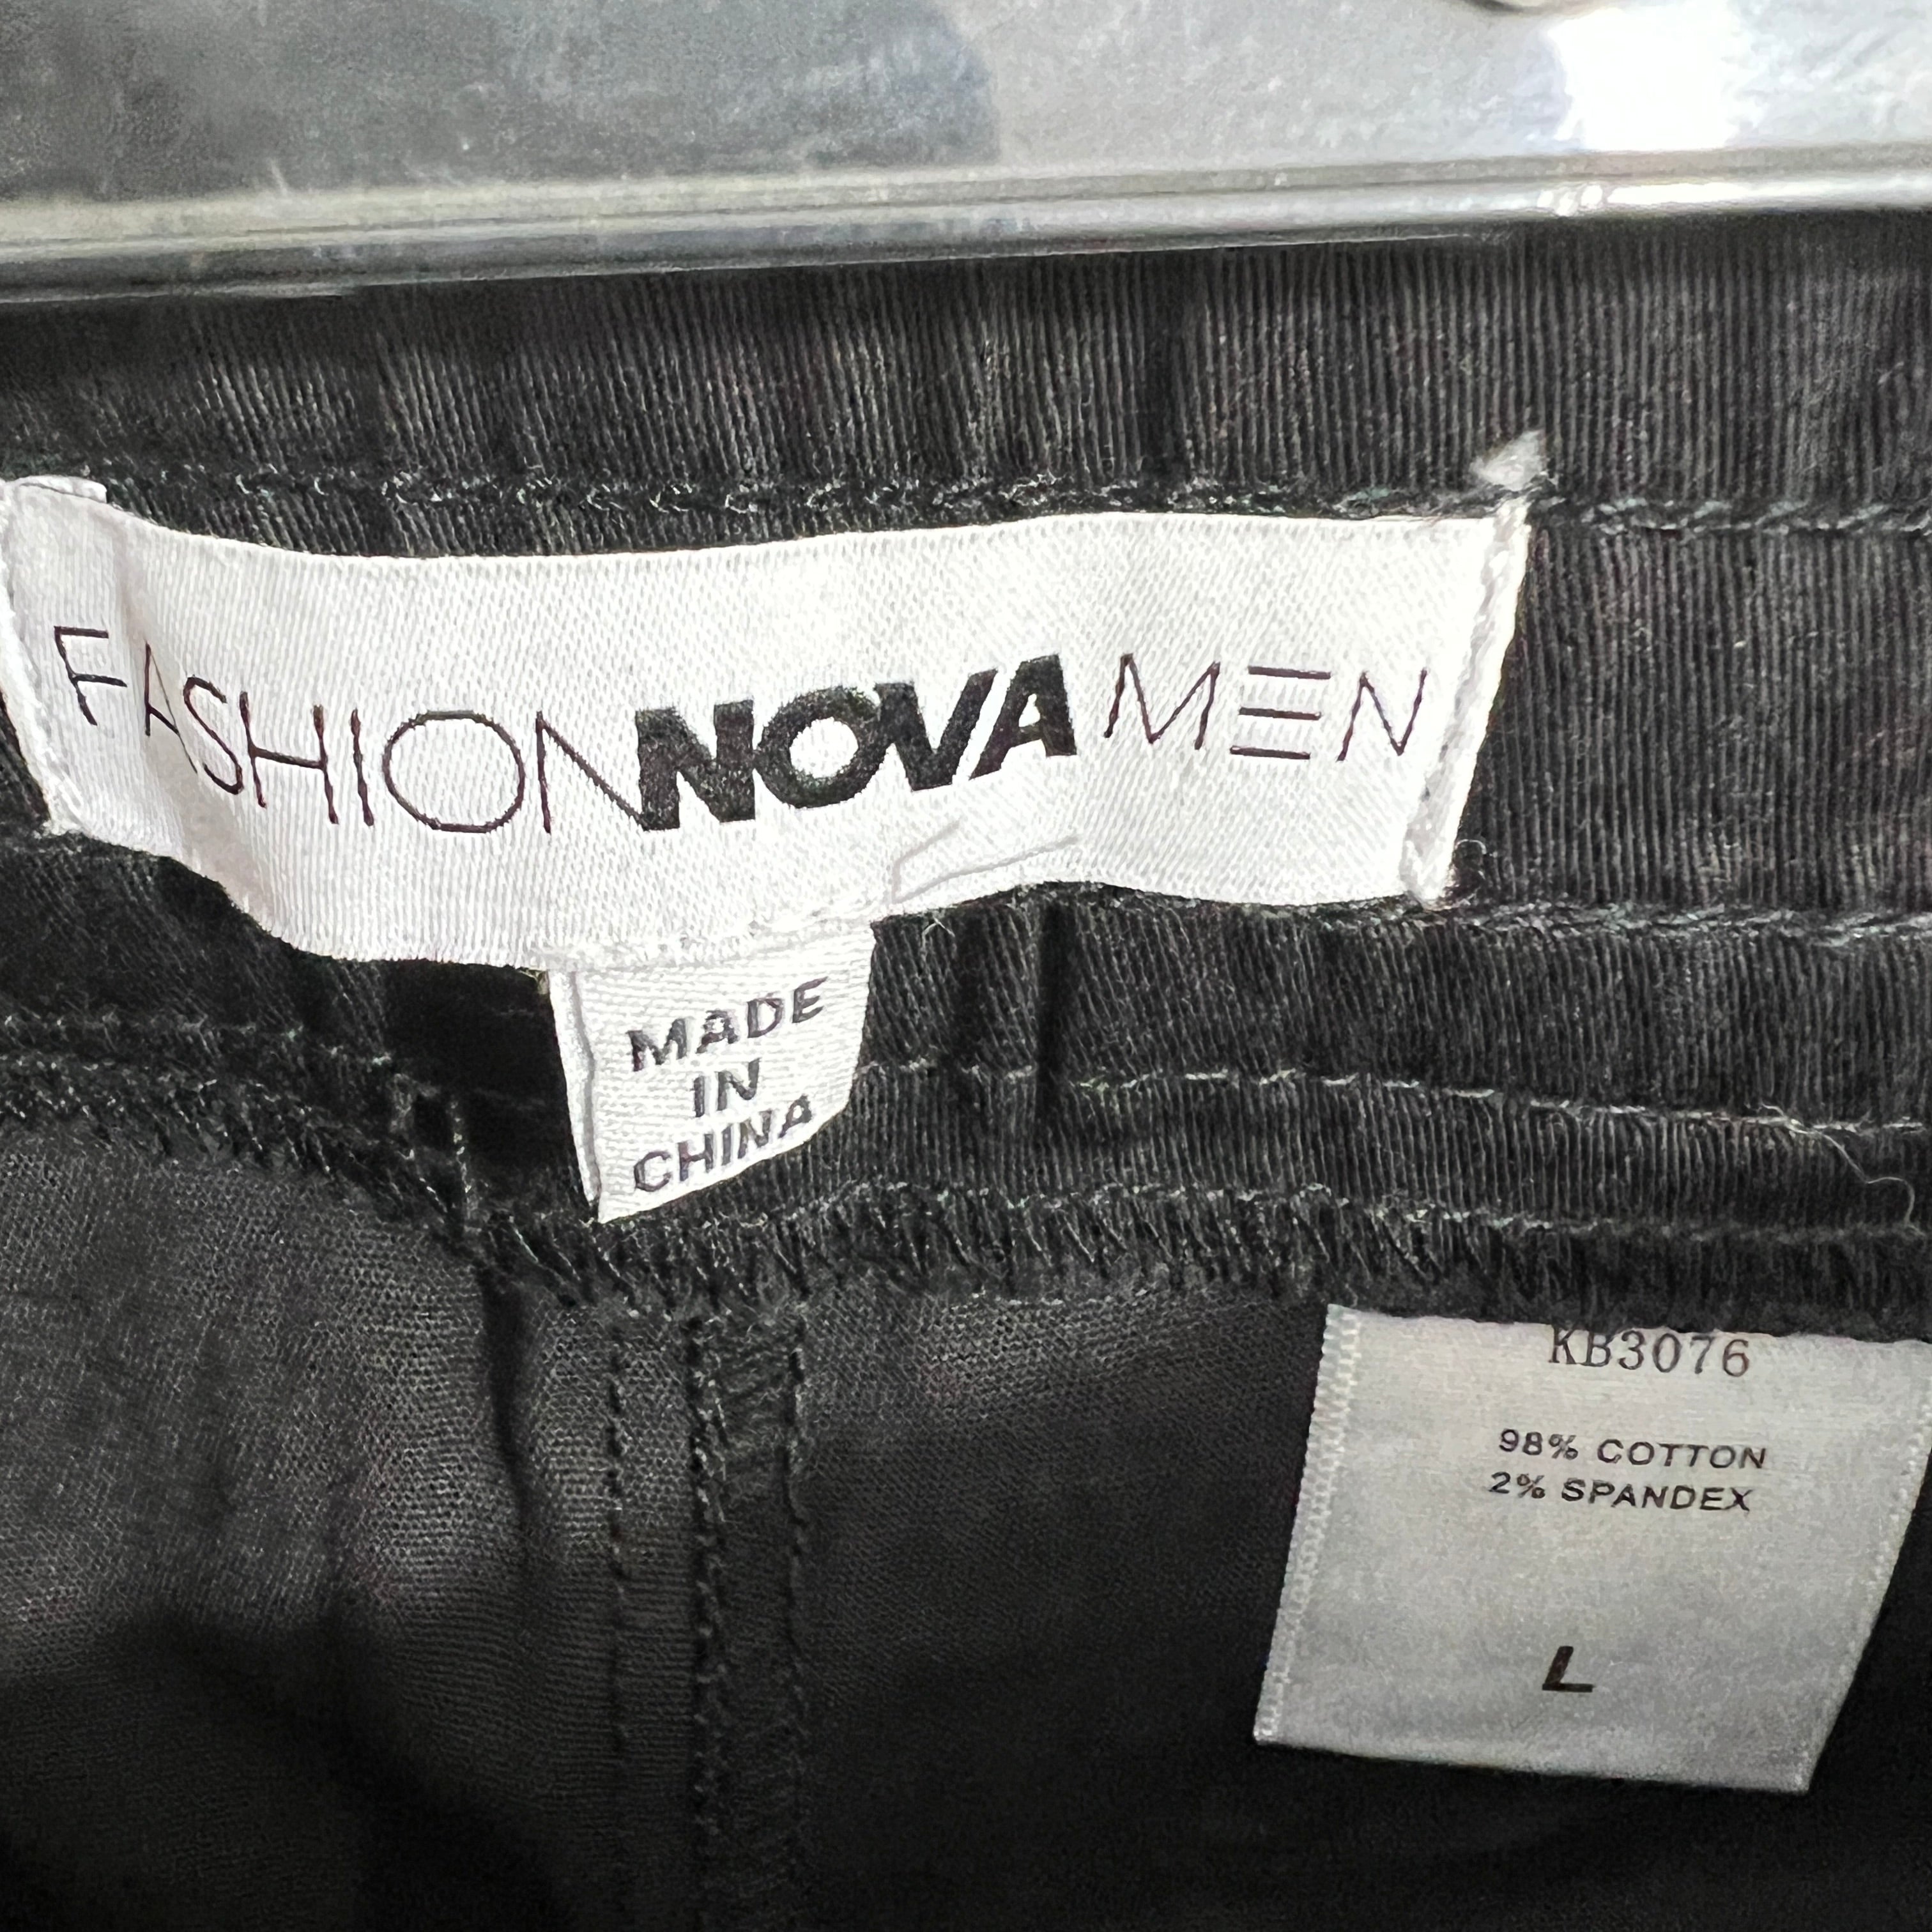 FASHIONNOVAMEN
MADE
IN
CHINA
KB3076
98% COTTON
2% SPANDEX
L